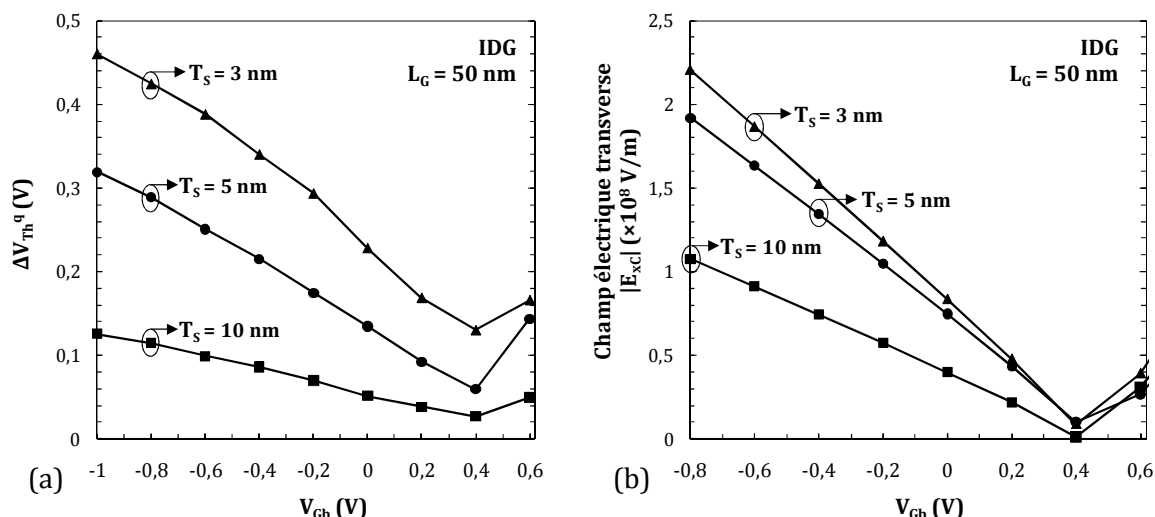 0,5
0,4
0,3
0,2
0,1
0
ΔV_Th^q (V)
IDG
L_G = 50 nm
T_S = 3 nm
T_S = 5 nm
T_S = 10 nm
-1 -0,8 -0,6 -0,4 -0,2 0 0,2 0,4 0,6
(a)
V_Gb (V)
2,5
2
1,5
1
0,5
0
Champ électrique transverse
|E_xC| (×10⁸ V/m)
IDG
L_G = 50 nm
T_S = 3 nm
T_S = 5 nm
T_S = 10 nm
-0,8 -0,6 -0,4 -0,2 0 0,2 0,4 0,6
(b)
V_Gb (V)